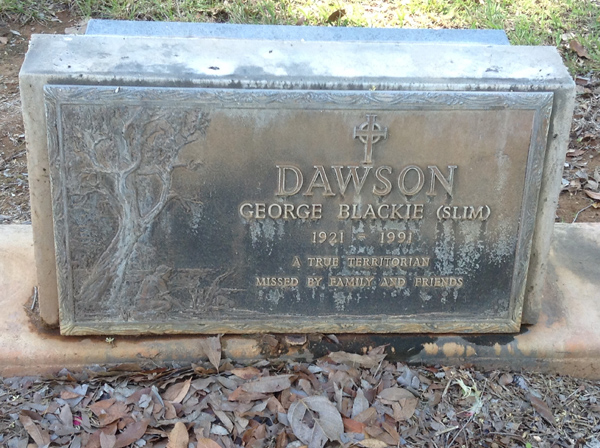 DAWSON
GEORGE BLACKIE (SLIM)
1921 - 1991
A TRUE TERRITORIAN
MISSED BY FAMILY AND FRIENDS